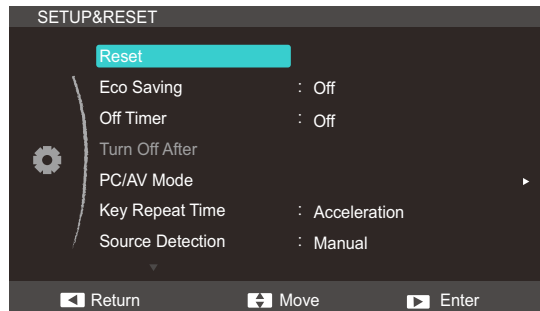 SETUP&RESET
Reset
Eco Saving : Off
Off Timer : Off
Turn Off After
PC/AV Mode
Key Repeat Time : Acceleration
Source Detection : Manual
Return Move Enter